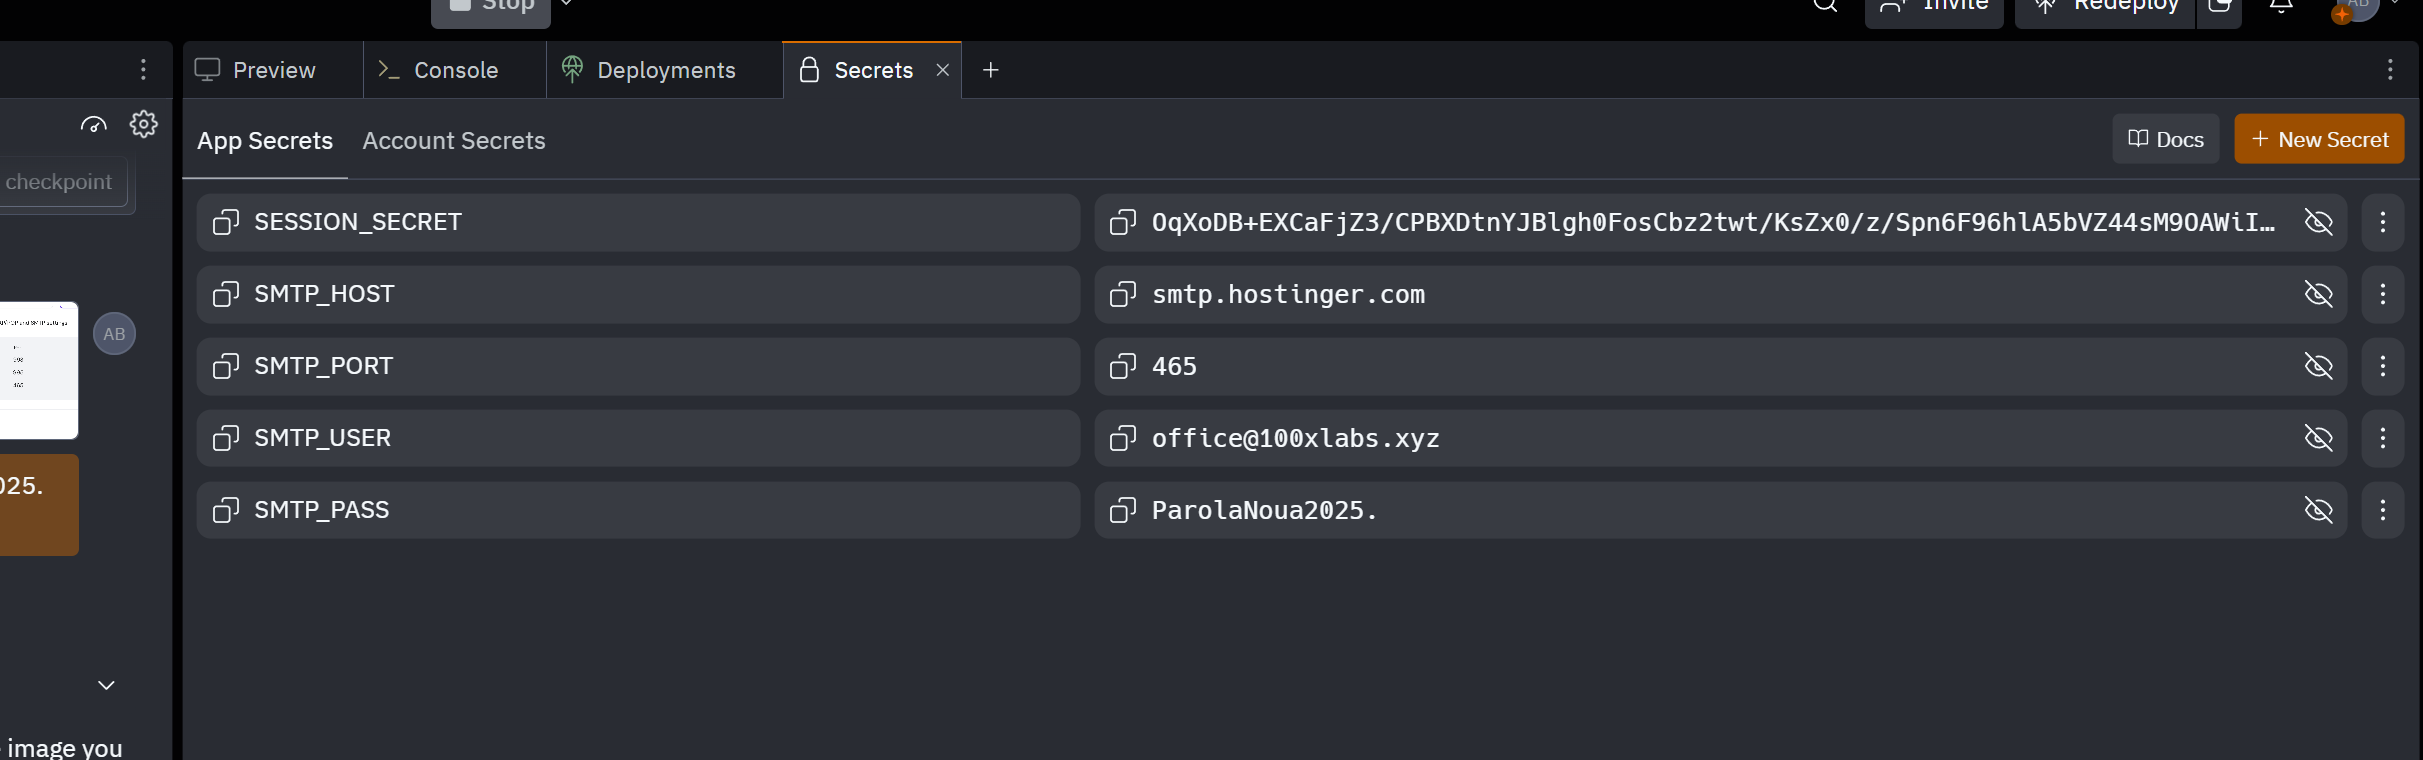 Stop
Invite
Redeploy
AB
Preview
Console
Deployments
Secrets
App Secrets
Account Secrets
Docs
New Secret
checkpoint
SESSION_SECRET
OqXoDB+EXCaFjZ3/CPBXDtnYJBlgh0FosCbz2twt/KsZx0/z/Spn6F96hlA5bVZ44sM9OAWiI…
SMTP_HOST
smtp.hostinger.com
AB
SMTP_PORT
465
SMTP_USER
office@100xlabs.xyz
025.
SMTP_PASS
ParolaNoua2025.
image you